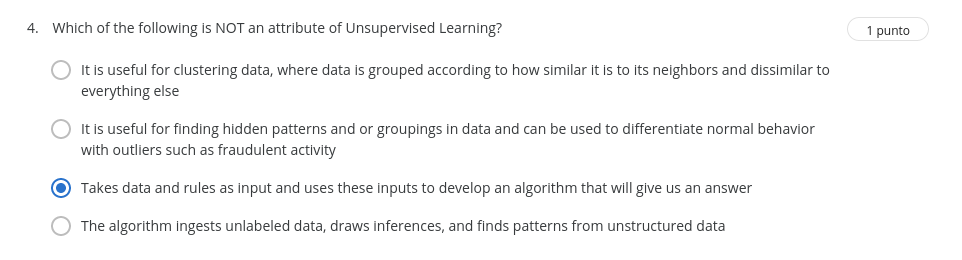 4. Which of the following is NOT an attribute of Unsupervised Learning?
1 punto
It is useful for clustering data, where data is grouped according to how similar it is to its neighbors and dissimilar to
everything else
It is useful for finding hidden patterns and or groupings in data and can be used to differentiate normal behavior
with outliers such as fraudulent activity
Takes data and rules as input and uses these inputs to develop an algorithm that will give us an answer
The algorithm ingests unlabeled data, draws inferences, and finds patterns from unstructured data